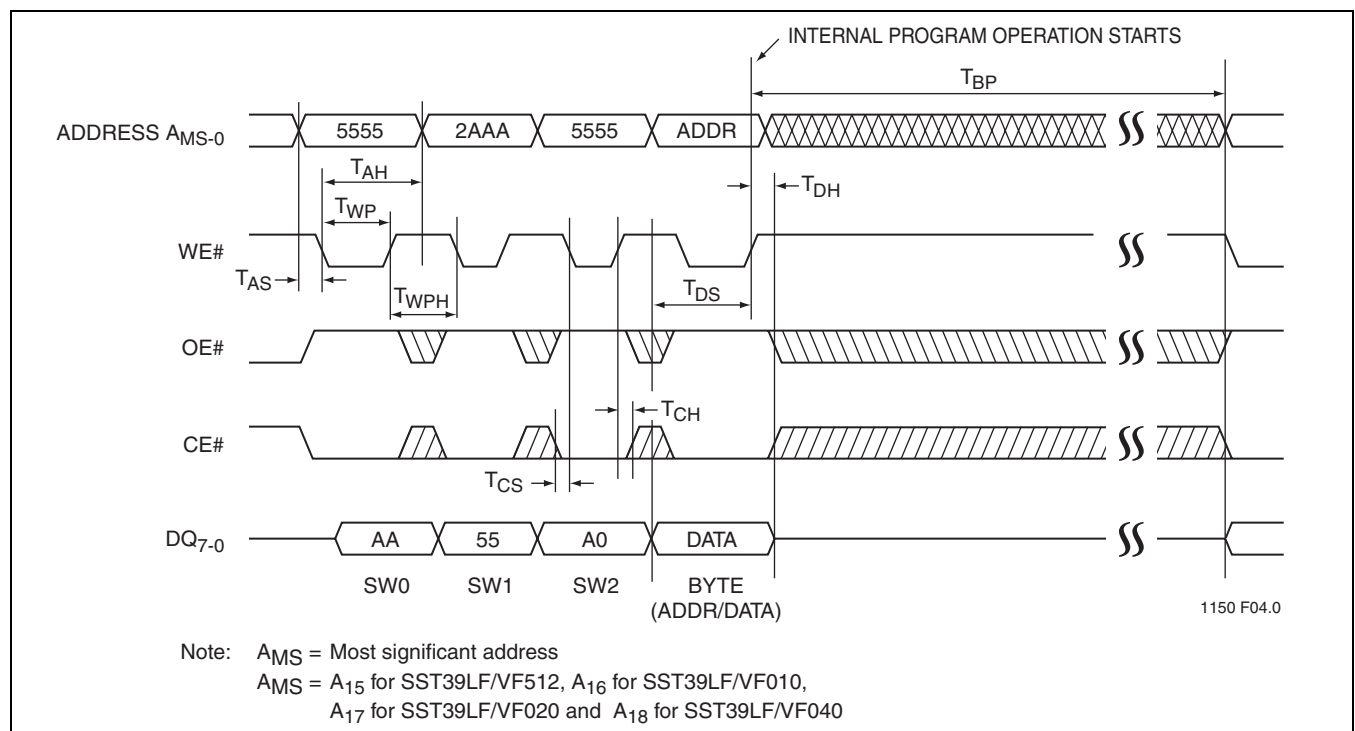 INTERNAL PROGRAM OPERATION STARTS
TBP
ADDRESS AMS-0
5555 2AAA 5555 ADDR
TAH
TDH
TWP
WE#
TAS
TWPH
TDS
OE#
TCH
CE#
TCS
DQ7-0
AA 55 A0 DATA
SW0 SW1 SW2 BYTE
(ADDR/DATA)
1150 F04.0
Note: AMS = Most significant address
AMS = A15 for SST39LF/VF512, A16 for SST39LF/VF010,
A17 for SST39LF/VF020 and A18 for SST39LF/VF040